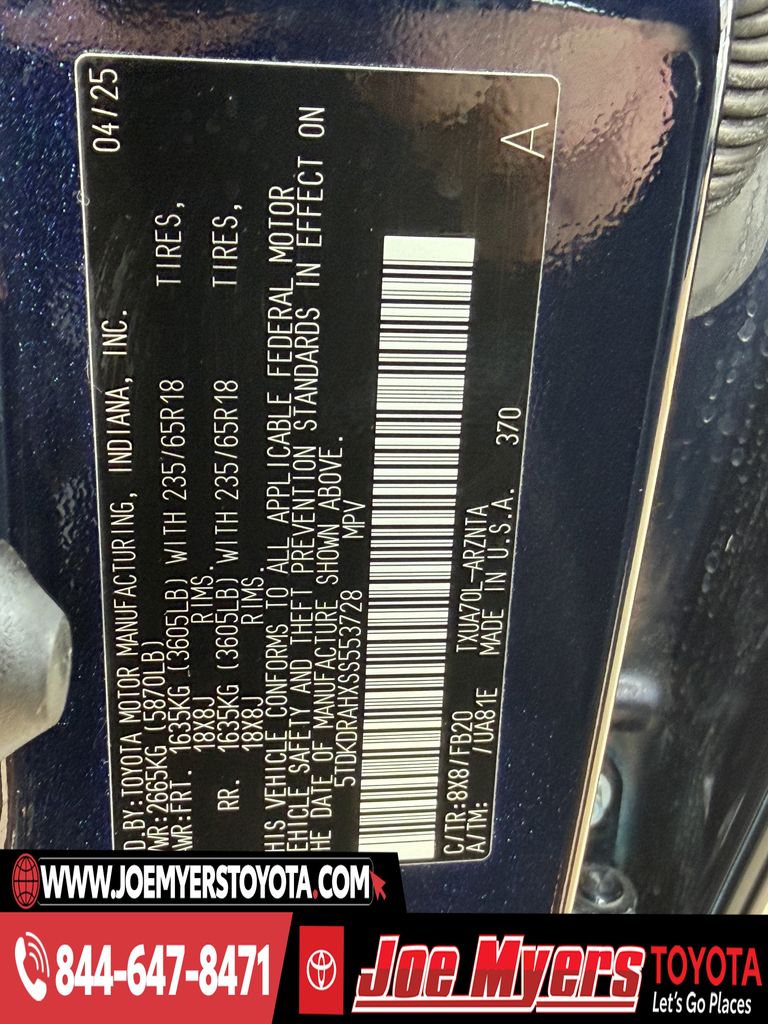 D BY:TOYOTA MOTOR MANUFACTURING, INDIANA, INC. 04/25
WR:2665KG (5870LB)
WR:FRT. 1635KG (3605LB) WITH 235/65R18 TIRES,
18X8J RIMS.
RR. 1635KG (3605LB) WITH 235/65R18 TIRES,
18X8J RIMS.
HIS VEHICLE CONFORMS TO ALL APPLICABLE FEDERAL MOTOR
EHICLE SAFETY AND THEFT PREVENTION STANDARDS IN EFFECT ON
HE DATE OF MANUFACTURE SHOWN ABOVE.
5TDKDRAHXSS553728 MPV
A
C/TR:8X8/FB20 TXUA70L-ARZNTA
A/TM: /UA81E MADE IN U.S.A. 370
WWW.JOEMYERSTOYOTA.COM
844-647-8471
Joe Myers TOYOTA
Let's Go Places